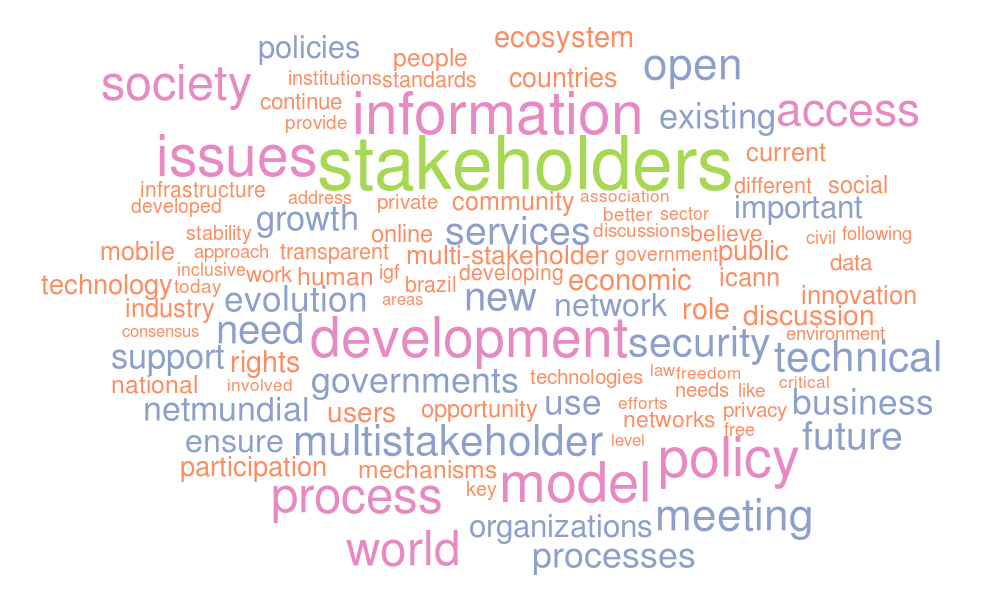 ecosystem
policies people open
society institutions standards countries
continue information existing access
provide
issues stakeholders current
infrastructure address private community association different social
developed growth better sector important
stability online services discussions believe civil following
mobile approach transparent multi-stakeholder government public data
technology today inclusive work human igf brazil developing economic icann
industry evolution areas new network role discussion innovation
consensus need development security environment technical
support rights
national involved governments technologies law freedom needs like critical
netmundial users opportunity use efforts networks privacy business
ensure multistakeholder level free future
participation mechanisms policy
process key model
organizations meeting
world processes